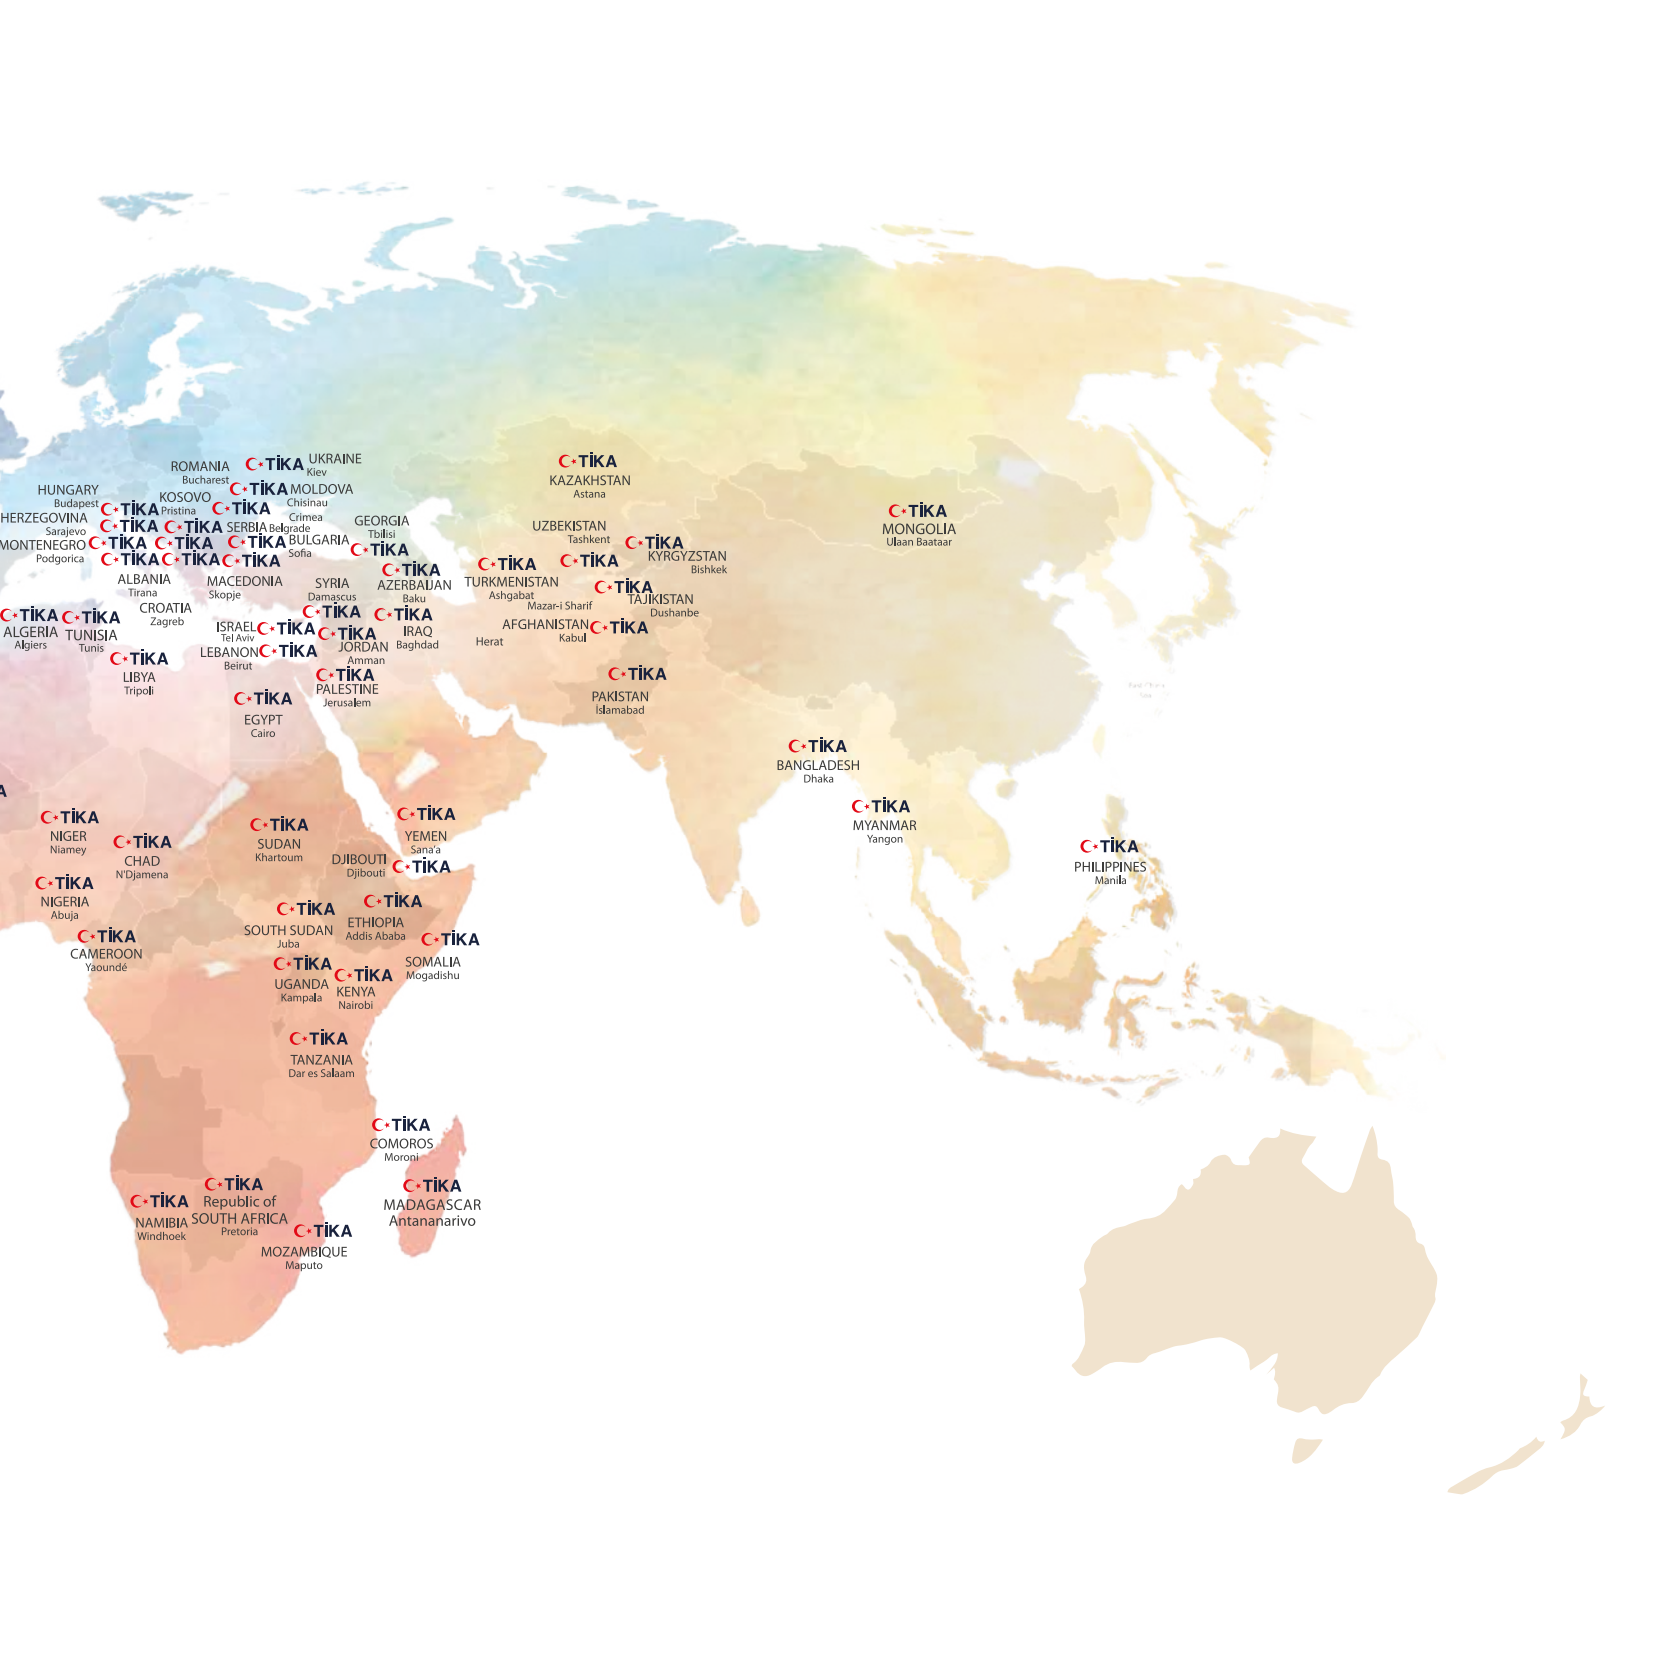 TİKA
UKRAINE
Kiev
ROMANIA
Bucharest
TİKA
KAZAKHSTAN
Astana
TİKA
MOLDOVA
Chisinau
HUNGARY
Budapest
TİKA
KOSOVO
Pristina
TİKA
Crimea
HERZEGOVINA
Sarajevo
TİKA
TİKA
SERBIA
Belgrade
GEORGIA
Tbilisi
TİKA
MONGOLIA
Ulaan Baataar
UZBEKISTAN
Tashkent
MONTENEGRO
Podgorica
TİKA
TİKA
TİKA
BULGARIA
Sofia
TİKA
TİKA
KYRGYZSTAN
Bishkek
TİKA
TİKA
TİKA
TİKA
AZERBAIJAN
Baku
TİKA
TURKMENISTAN
Ashgabat
TİKA
ALBANIA
Tirana
MACEDONIA
Skopje
SYRIA
Damascus
TİKA
TAJIKISTAN
Dushanbe
Mazar-i Sharif
CROATIA
Zagreb
TİKA
TİKA
IRAQ
Baghdad
TİKA
ALGERIA
Algiers
TİKA
TUNISIA
Tunis
ISRAEL
Tel Aviv
TİKA
TİKA
JORDAN
Amman
AFGHANISTAN
Kabul
TİKA
Herat
LEBANON
Beirut
TİKA
TİKA
LIBYA
Tripoli
TİKA
PALESTINE
Jerusalem
TİKA
PAKISTAN
İslamabad
TİKA
EGYPT
Cairo
TİKA
BANGLADESH
Dhaka
A
TİKA
NIGER
Niamey
TİKA
CHAD
N'Djamena
TİKA
SUDAN
Khartoum
TİKA
YEMEN
Sana'a
TİKA
MYANMAR
Yangon
DJIBOUTI
Djibouti
TİKA
TİKA
PHILIPPINES
Manila
TİKA
NIGERIA
Abuja
TİKA
SOUTH SUDAN
Juba
TİKA
ETHIOPIA
Addis Ababa
TİKA
CAMEROON
Yaoundé
TİKA
SOMALIA
Mogadishu
TİKA
UGANDA
Kampala
TİKA
KENYA
Nairobi
TİKA
TANZANIA
Dar es Salaam
TİKA
COMOROS
Moroni
TİKA
MADAGASCAR
Antananarivo
TİKA
NAMIBIA
Windhoek
TİKA
Republic of
SOUTH AFRICA
Pretoria
TİKA
MOZAMBIQUE
Maputo